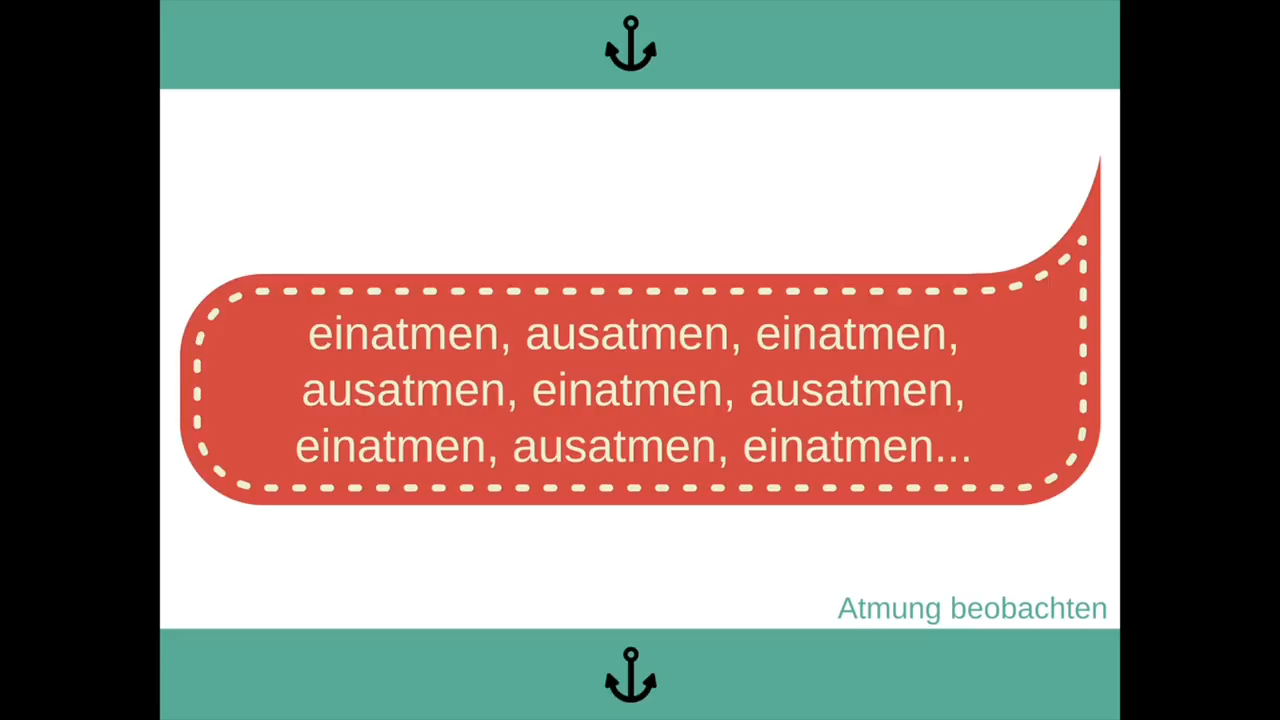 einatmen, ausatmen, einatmen,
ausatmen, einatmen, ausatmen,
einatmen, ausatmen, einatmen...
Atmung beobachten